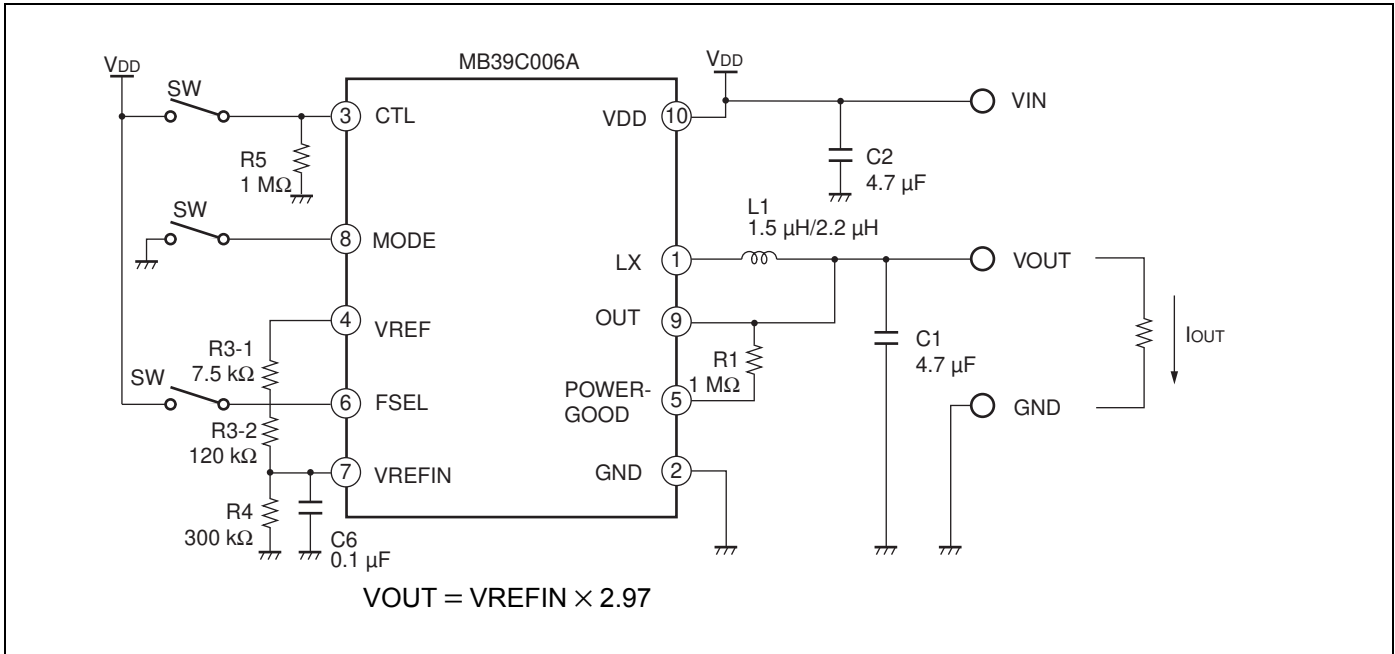 MB39C006A
VDD
SW
3
CTL
R5
1 MΩ
SW
8
MODE
4
VREF
R3-1
7.5 kΩ
SW
6
FSEL
R3-2
120 kΩ
7
VREFIN
R4
300 kΩ
C6
0.1 µF
VDD
VDD
10
VIN
C2
4.7 µF
L1
1.5 µH/2.2 µH
LX
1
VOUT
OUT
9
R1
1 MΩ
C1
4.7 µF
IOUT
POWER-
GOOD
5
GND
GND
2
VOUT = VREFIN × 2.97